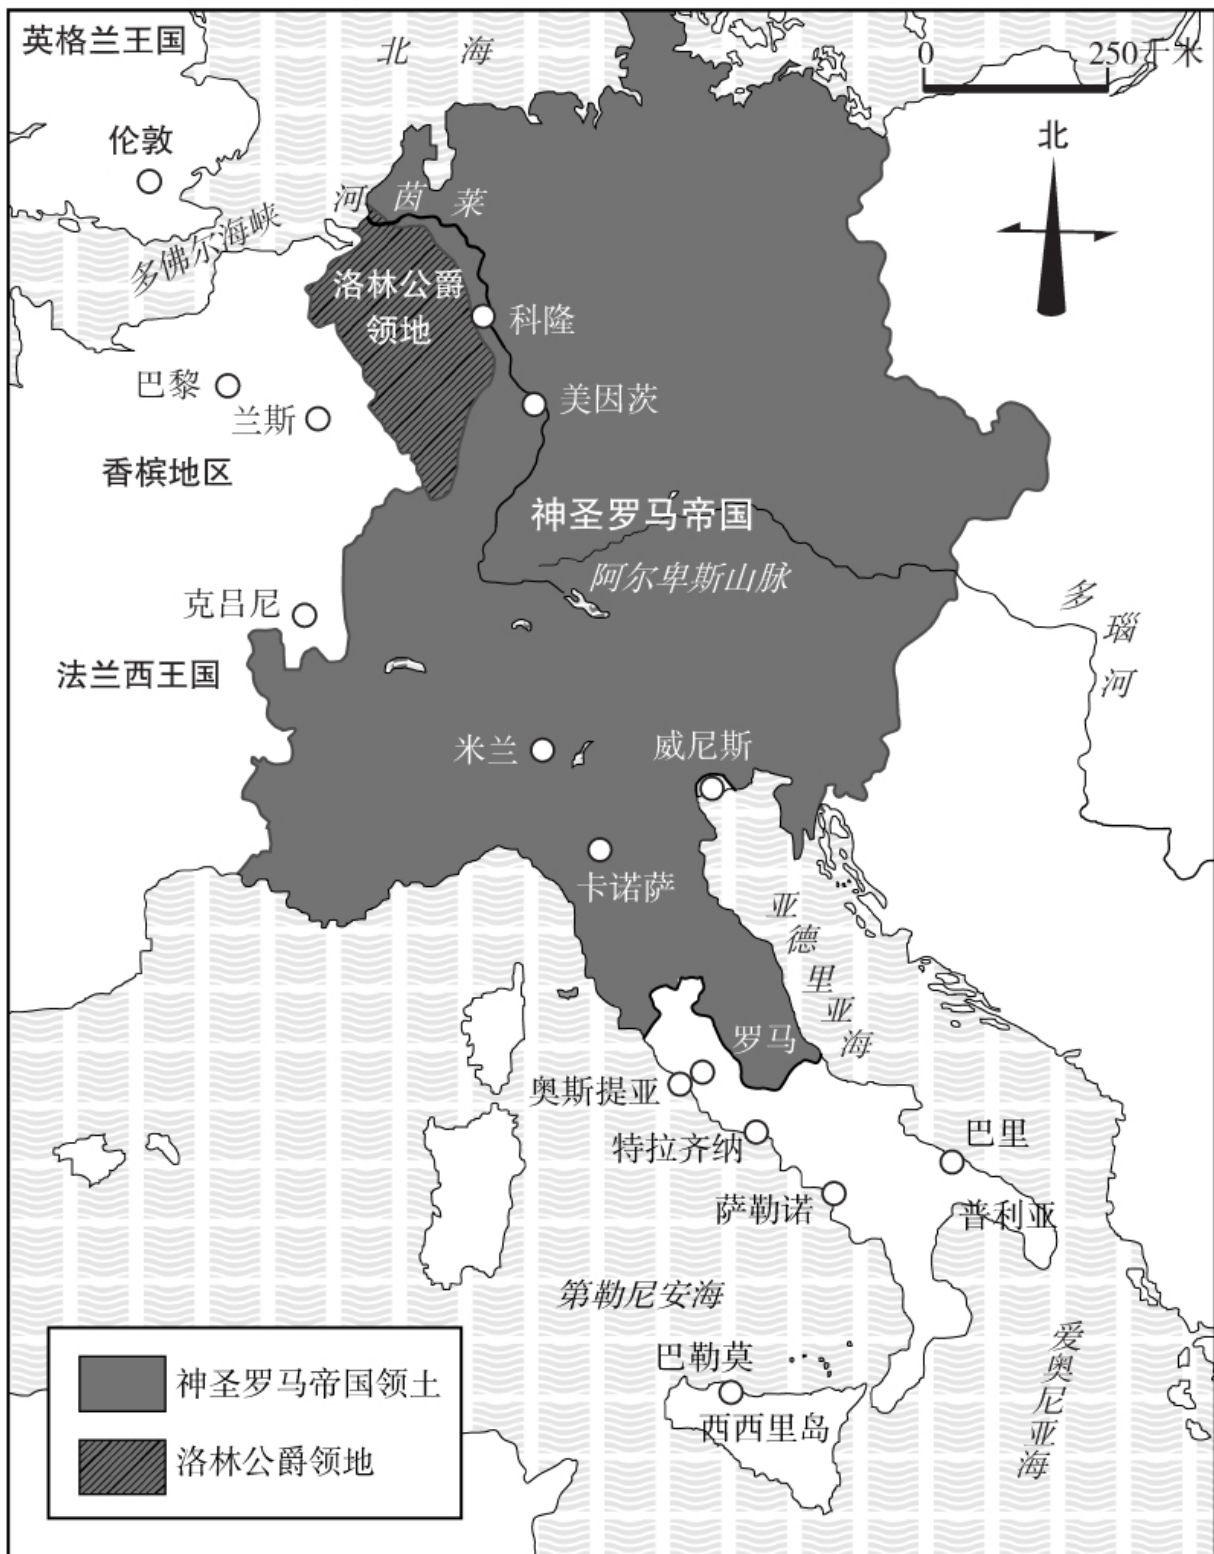 英格兰王国
北海
0 250千米
北
伦敦
莱茵河
多佛尔海峡
洛林公爵
领地
科隆
巴黎
美因茨
兰斯
香槟地区
神圣罗马帝国
阿尔卑斯山脉
多瑙河
克吕尼
法兰西王国
米兰
威尼斯
卡诺萨
亚德里亚海
罗马
奥斯提亚
特拉齐纳
巴里
萨勒诺
普利亚
第勒尼安海
爱奥尼亚海
巴勒莫
西西里岛
神圣罗马帝国领土
洛林公爵领地